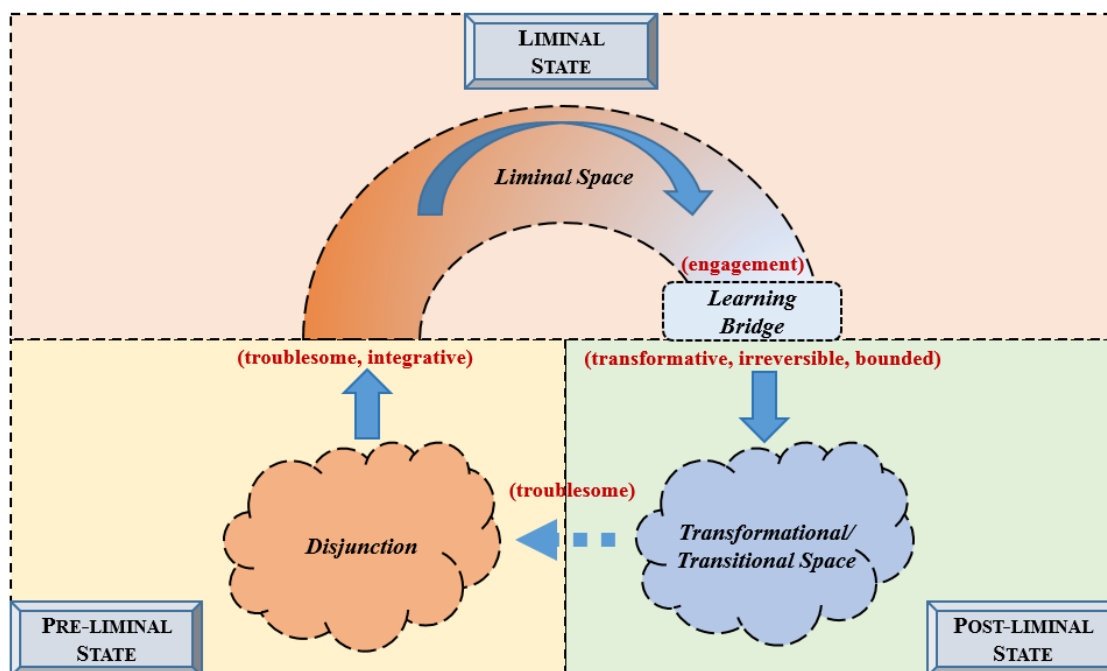 LIMINAL
STATE
Liminal Space
(engagement)
Learning
Bridge
(troublesome, integrative)
(transformative, irreversible, bounded)
(troublesome)
Disjunction
Transformational/
Transitional Space
PRE-LIMINAL
STATE
POST-LIMINAL
STATE